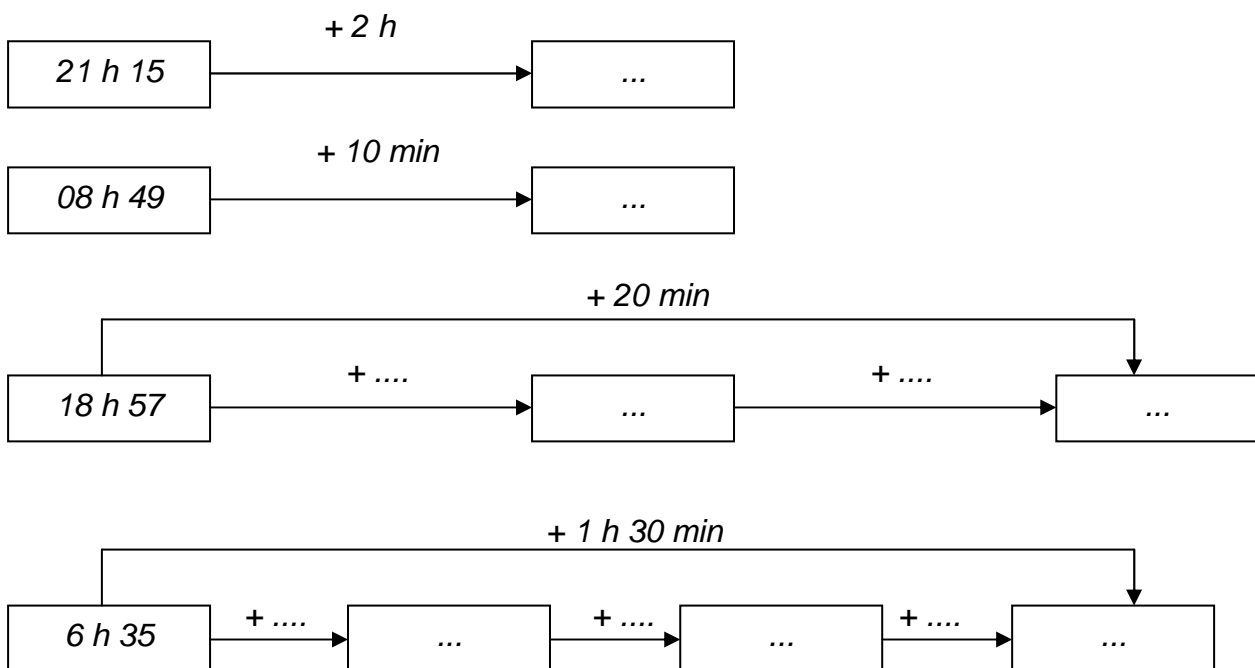 + 2 h
21 h 15 ...
+ 10 min
08 h 49 ...
+ 20 min
+ .... + ....
18 h 57 ... ...
+ 1 h 30 min
+ .... + .... + ....
6 h 35 ... ... ...